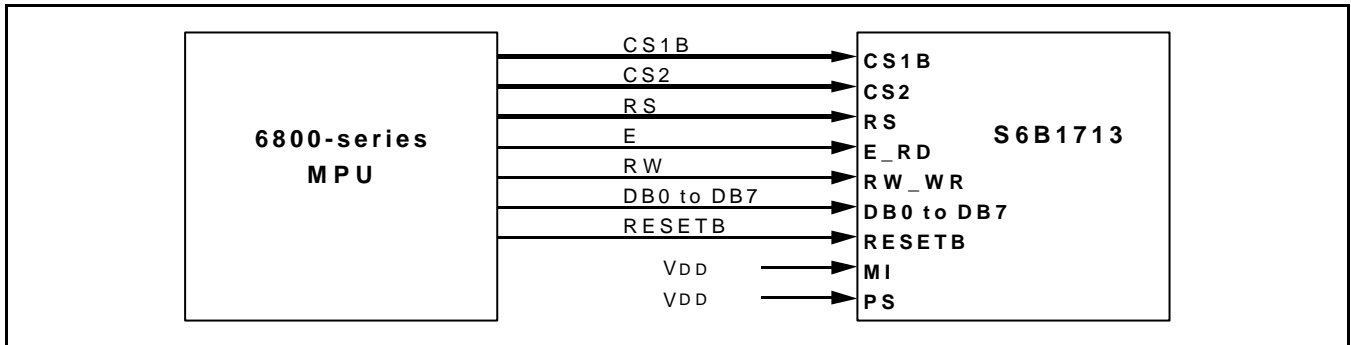 6800-series
MPU
CS1B
CS2
RS
E
RW
DB0 to DB7
RESETB
VDD
VDD
CS1B
CS2
RS
E_RD
RW_WR
DB0 to DB7
RESETB
MI
PS
S6B1713